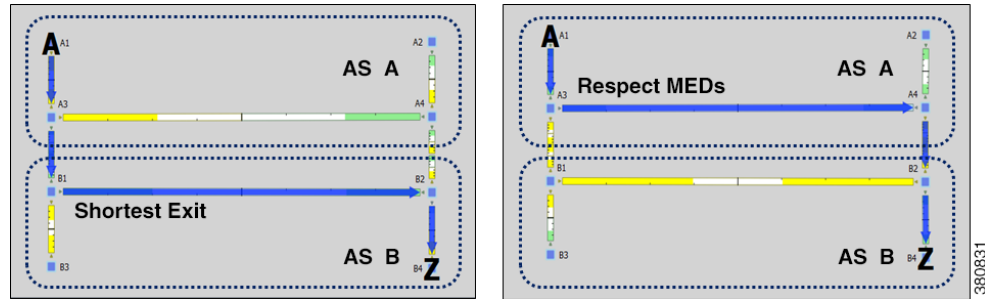 A A1
A2
AS A
A3
A4
B1
B2
Shortest Exit
AS B
B3
B4 Z
A A1
A2
AS A
Respect MEDs
A3
A4
B1
B2
AS B
B3
B4 Z
380831